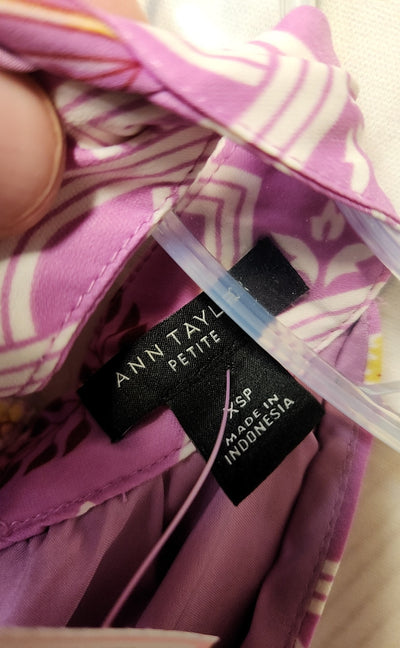 ANN TAYL
PETITE
XSP
MADE IN
INDONESIA